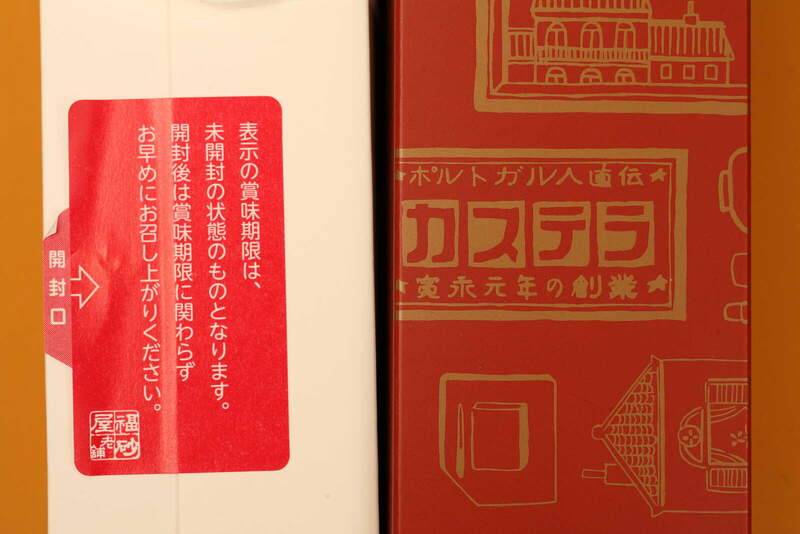 表示の賞味期限は、
未開封の状態のものとなります。
開封後は賞味期限に関わらず
お早めにお召し上がりください。
開封口
福砂
屋老舗
★ポルトガル人直伝★
カステラ
★寛永元年の創業★